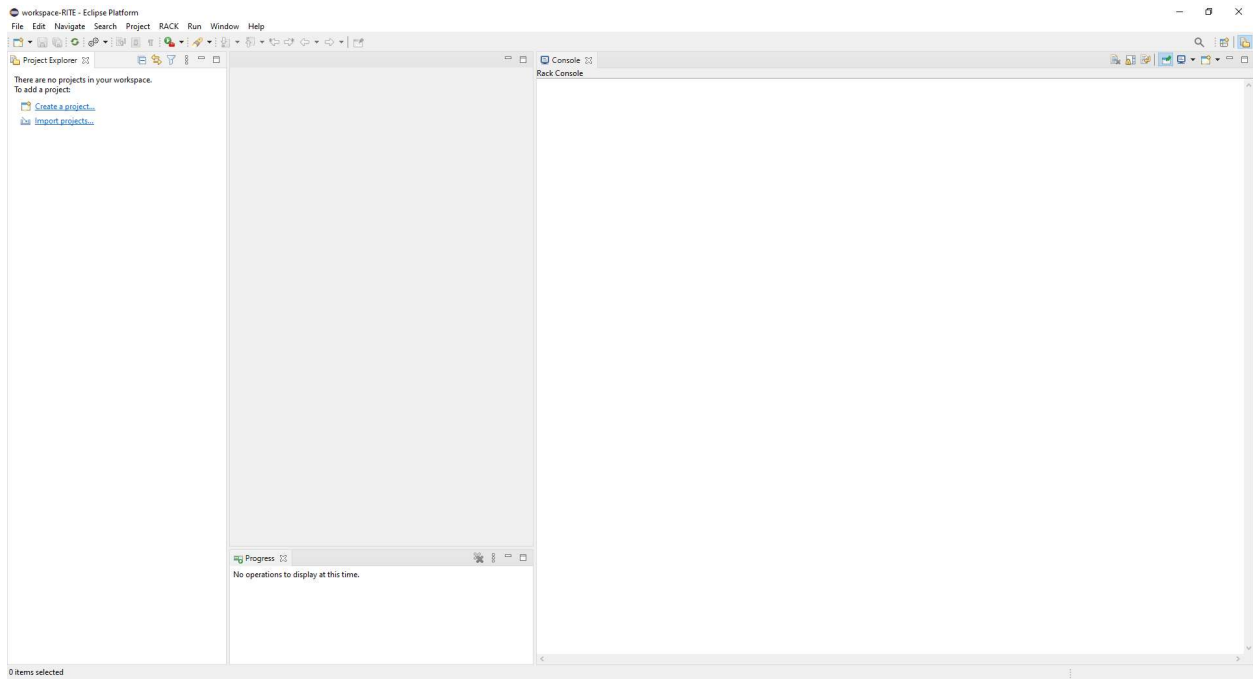 workspace-RITE - Eclipse Platform
File Edit Navigate Search Project RACK Run Window Help
Project Explorer
There are no projects in your workspace.
To add a project:
Create a project...
Import projects...
Console
Rack Console
Progress
No operations to display at this time.
0 items selected